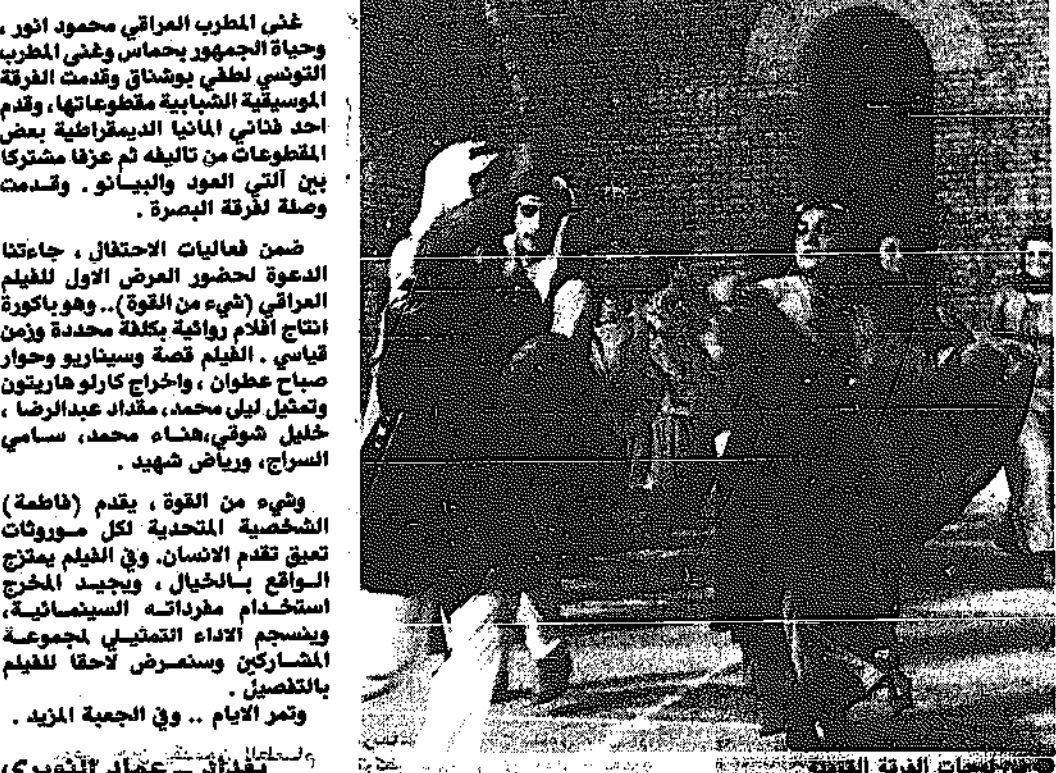 غنى المطرب العراقي محمود انور ،
وحياة الجمهور بحماس وغنى المطرب
التونسي لطفي بوشناق وقدمت الفرقة
الموسيقية الشبابية مقطوعاتها، وقدم
احد فناني المانيا الديمقراطية بعض
المقطوعات من تاليفه ثم عزفا مشتركا
بين آلتي العود والبيانو . وقدمت
وصلة لفرقة البصرة .
ضمن فعاليات الاحتفال ، جاءتنا
الدعوة لحضور العرض الاول للفيلم
العراقي (شيء من القوة).. وهو باكورة
انتاج افلام روائية بكلفة محددة وزمن
قياسي . الفيلم قصة وسيناريو وحوار
صباح عطوان ، واخراج كارلو هاريتون
وتمثيل ليلى محمد، مقداد عبدالرضا ،
خليل شوقي،هناء محمد، سامي
السراج، ورياض شهيد .
وشيء من القوة ، يقدم (فاطمة)
الشخصية المتحدية لكل موروثات
تعيق تقدم الانسان. وفي الفيلم يمتزج
الواقع بالخيال ، ويجيد المخرج
استخدام مفرداته السينمائية،
وينسجم الاداء التمثيلي لمجموعة
المشاركين وسنعرض لاحقا للفيلم
بالتفصيل .
وتمر الايام .. وفي الجعبة المزيد .
بغداد - عماد النويري
لوحات الفرقة القومية